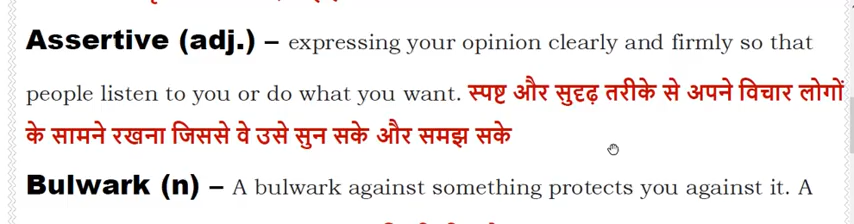 Assertive (adj.) – expressing your opinion clearly and firmly so that
people listen to you or do what you want. स्पष्ट और सुदृढ़ तरीके से अपने विचार लोगों
के सामने रखना जिससे वे उसे सुन सके और समझ सके
Bulwark (n) – A bulwark against something protects you against it. A